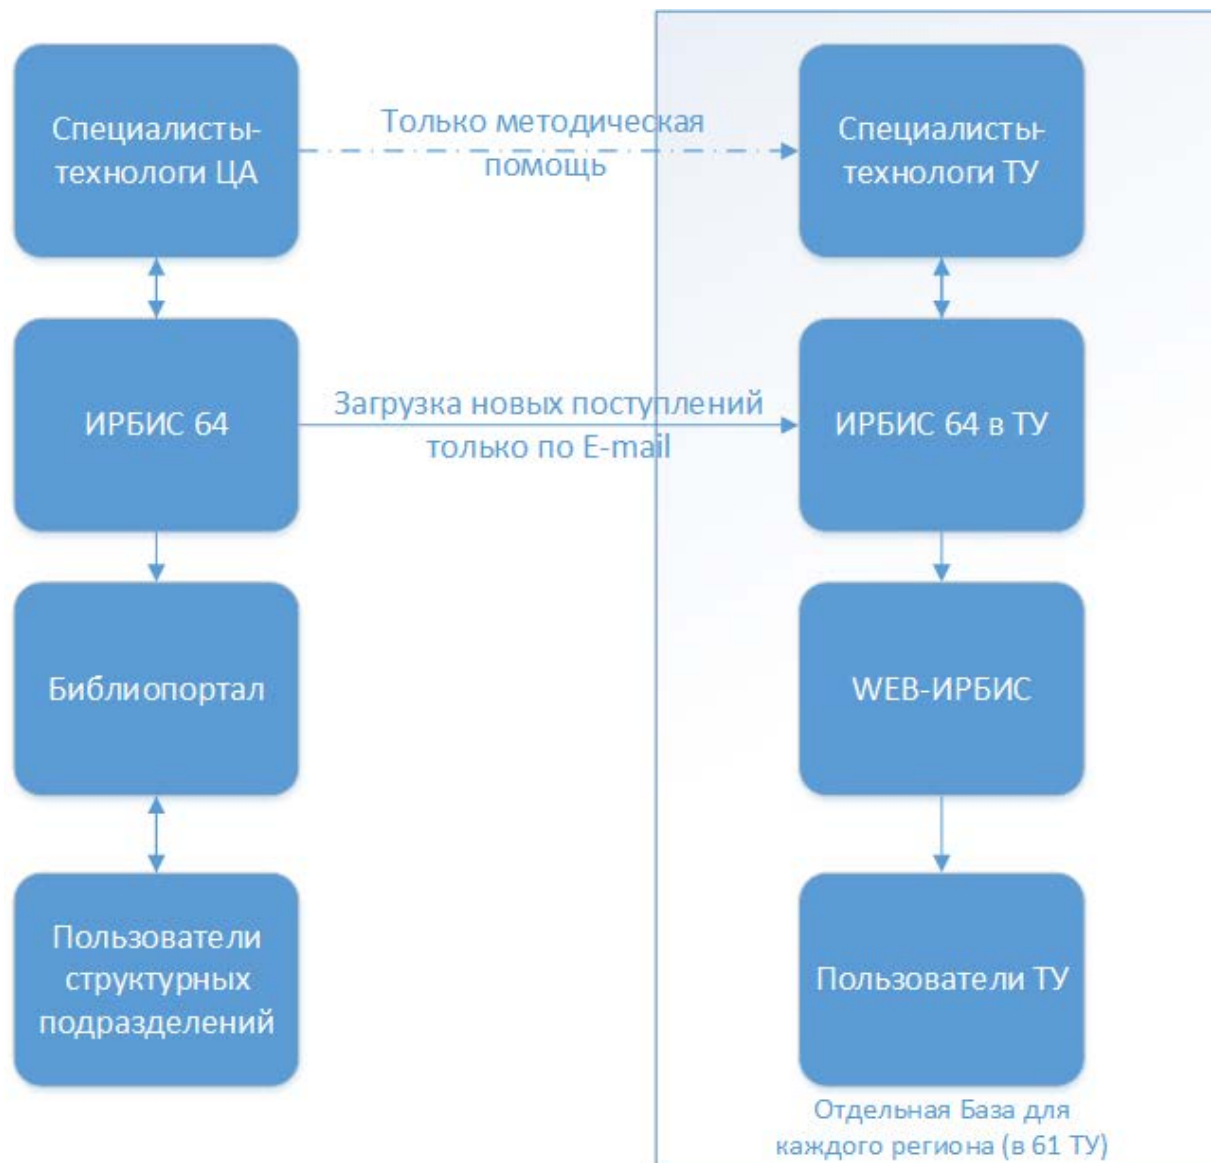 Специалисты-
технологи ЦА
Только методическая
помощь
Специалисты-
технологи ТУ
ИРБИС 64
Загрузка новых поступлений
только по E-mail
ИРБИС 64 в ТУ
Библиопортал
WEB-ИРБИС
Пользователи
структурных
подразделений
Пользователи ТУ
Отдельная База для
каждого региона (в 61 ТУ)